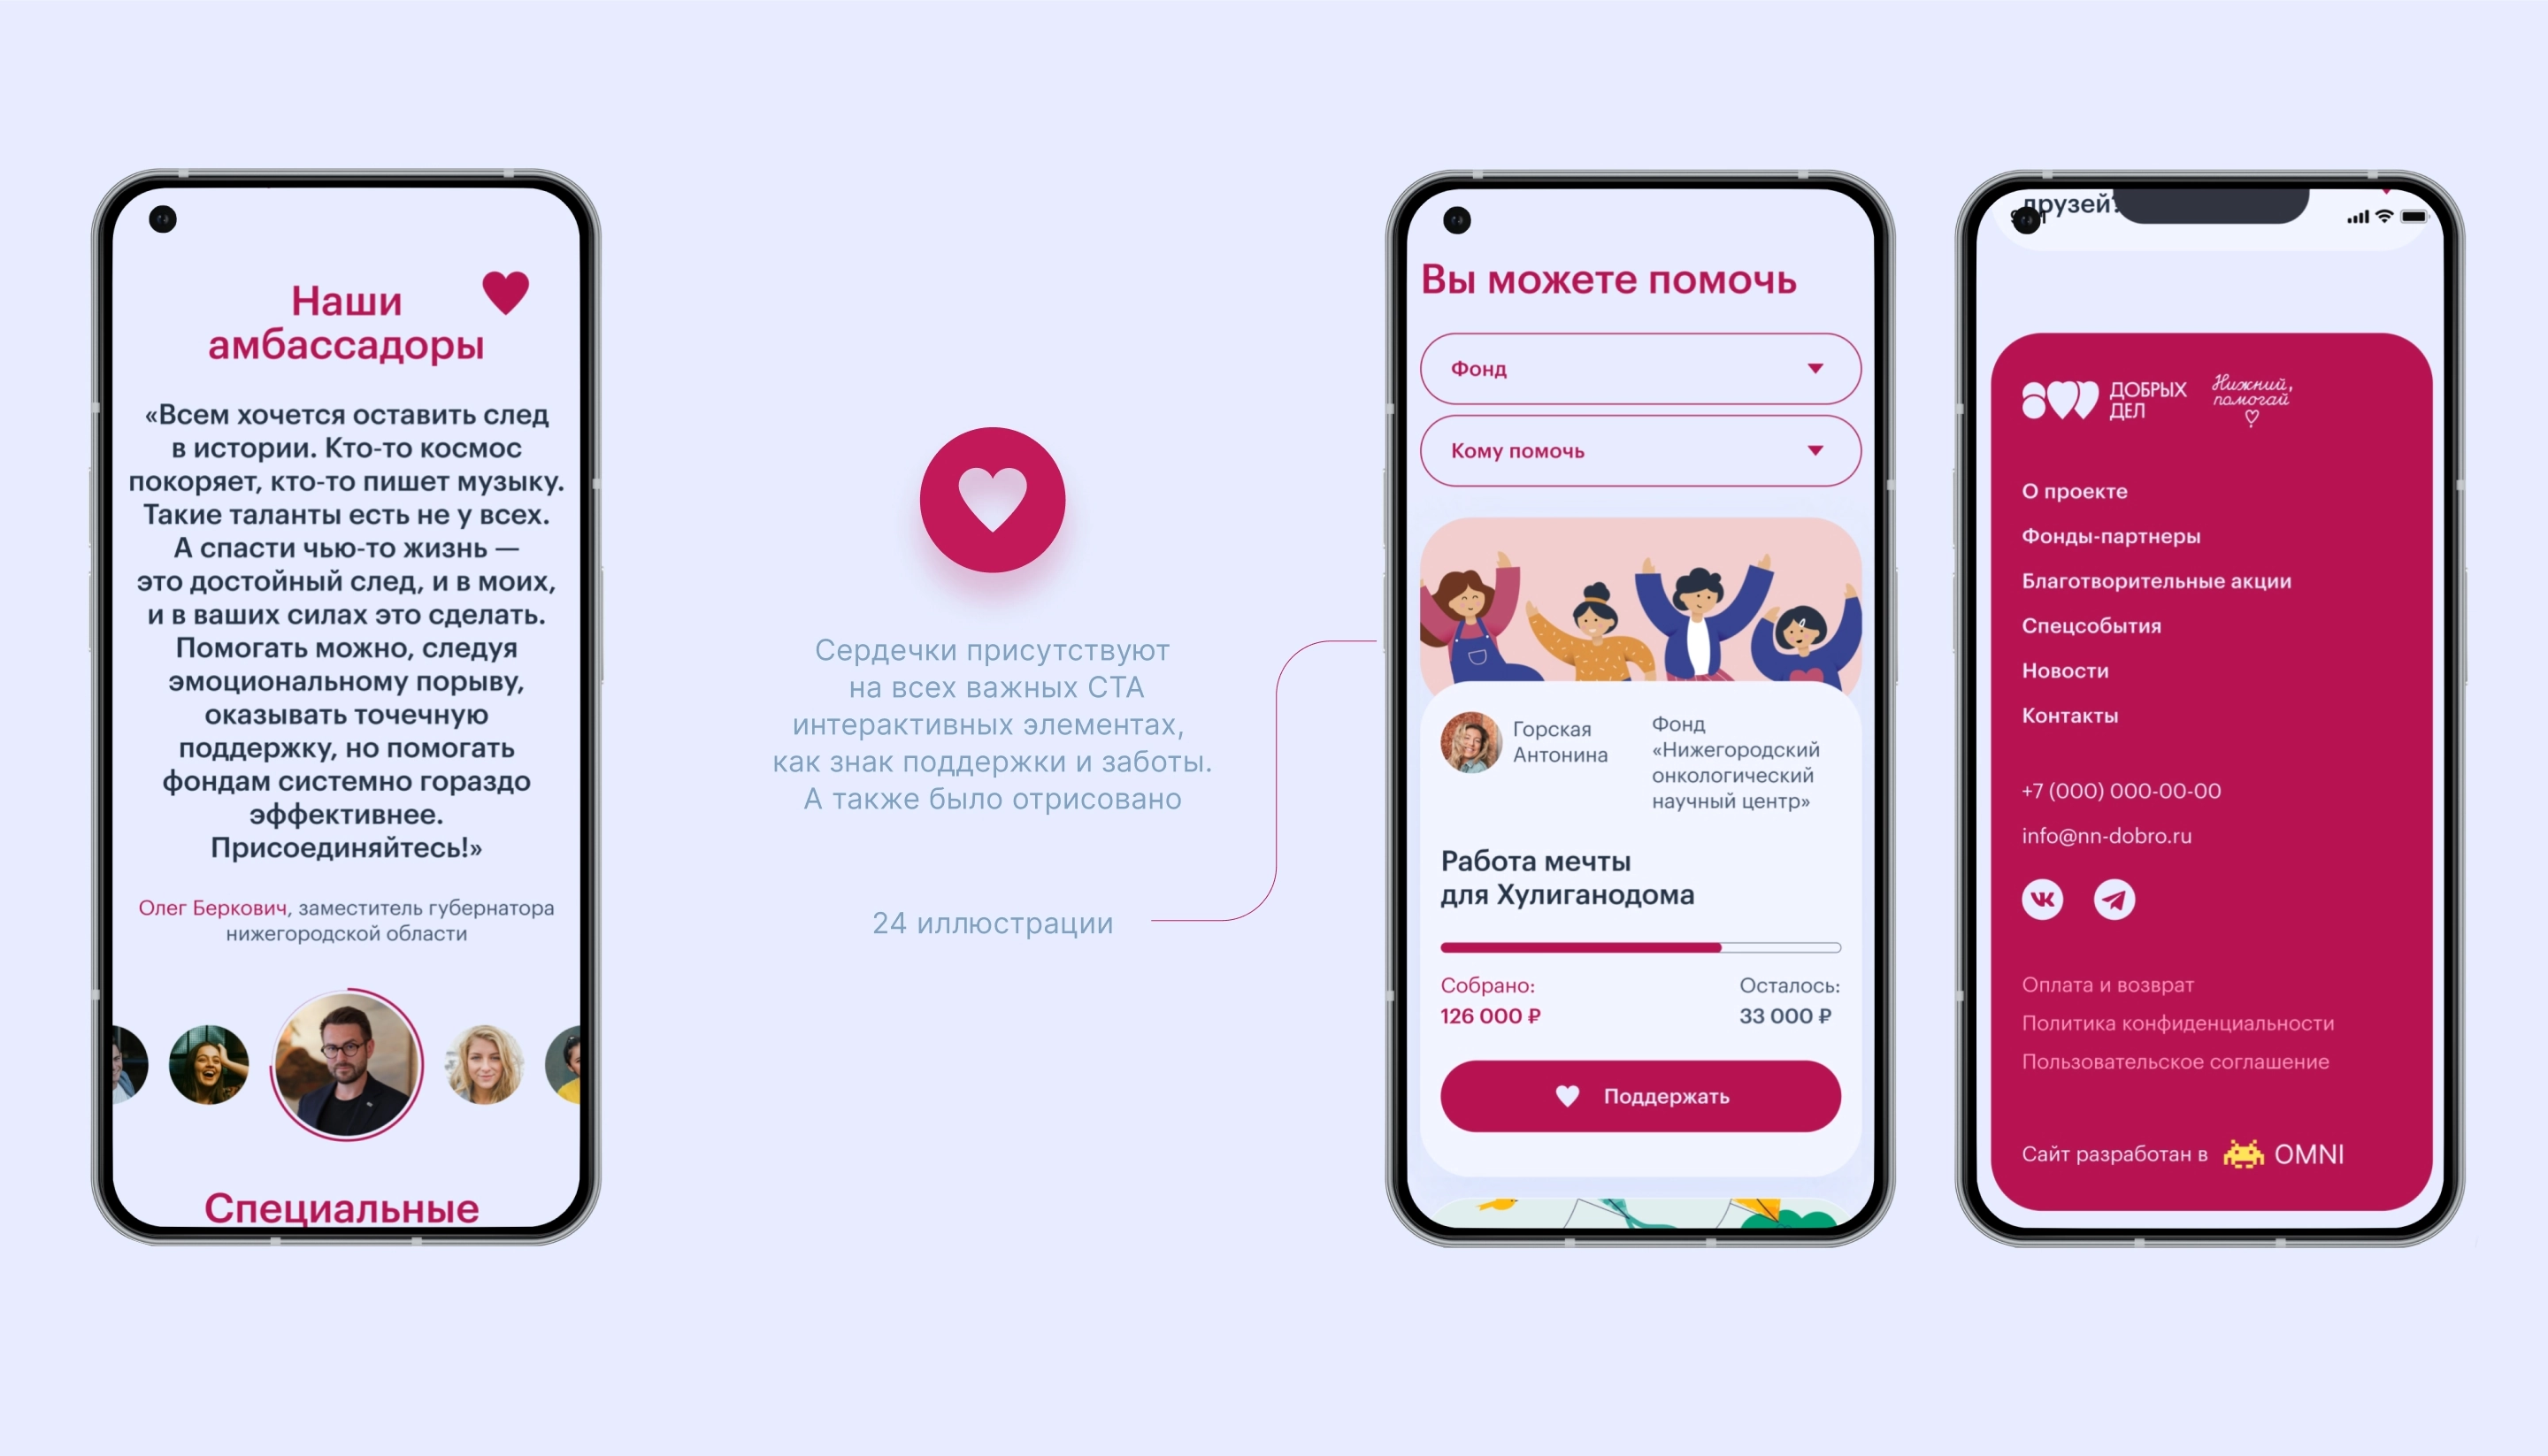 Наши
амбассадоры
«Всем хочется оставить след
в истории. Кто-то космос
покоряет, кто-то пишет музыку.
Такие таланты есть не у всех.
А спасти чью-то жизнь —
это достойный след, и в моих,
и в ваших силах это сделать.
Помогать можно, следуя
эмоциональному порыву,
оказывать точечную
поддержку, но помогать
фондам системно гораздо
эффективнее.
Присоединяйтесь!»
Олег Беркович, заместитель губернатора
нижегородской области
Специальные
Сердечки присутствуют
на всех важных CTA
интерактивных элементах,
как знак поддержки и заботы.
А также было отрисовано
24 иллюстрации
Вы можете помочь
Фонд
Кому помочь
Горская
Антонина
Фонд
«Нижегородский
онкологический
научный центр»
Работа мечты
для Хулиганодома
Собрано:
126 000 ₽
Осталось:
33 000 ₽
Поддержать
друзей?
800
ДОБРЫХ
ДЕЛ
Нижний,
помогай
О проекте
Фонды-партнеры
Благотворительные акции
Спецсобытия
Новости
Контакты
+7 (000) 000-00-00
info@nn-dobro.ru
Оплата и возврат
Политика конфиденциальности
Пользовательское соглашение
Сайт разработан в OMNI